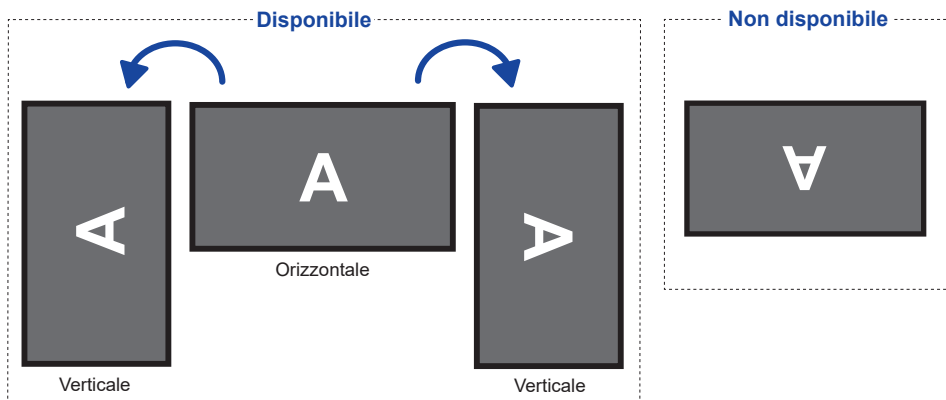 Disponibile
Non disponibile
A
A
A
A
Orizzontale
Verticale
Verticale